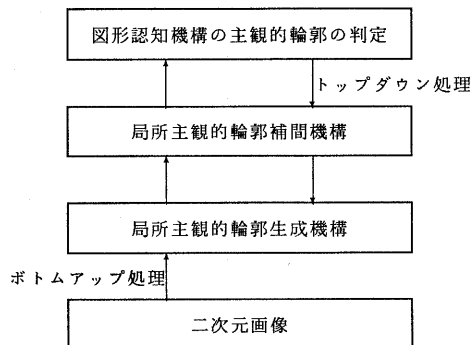 図形認知機構の主観的輪郭の判定
トップダウン処理
局所主観的輪郭補間機構
局所主観的輪郭生成機構
ボトムアップ処理
二次元画像